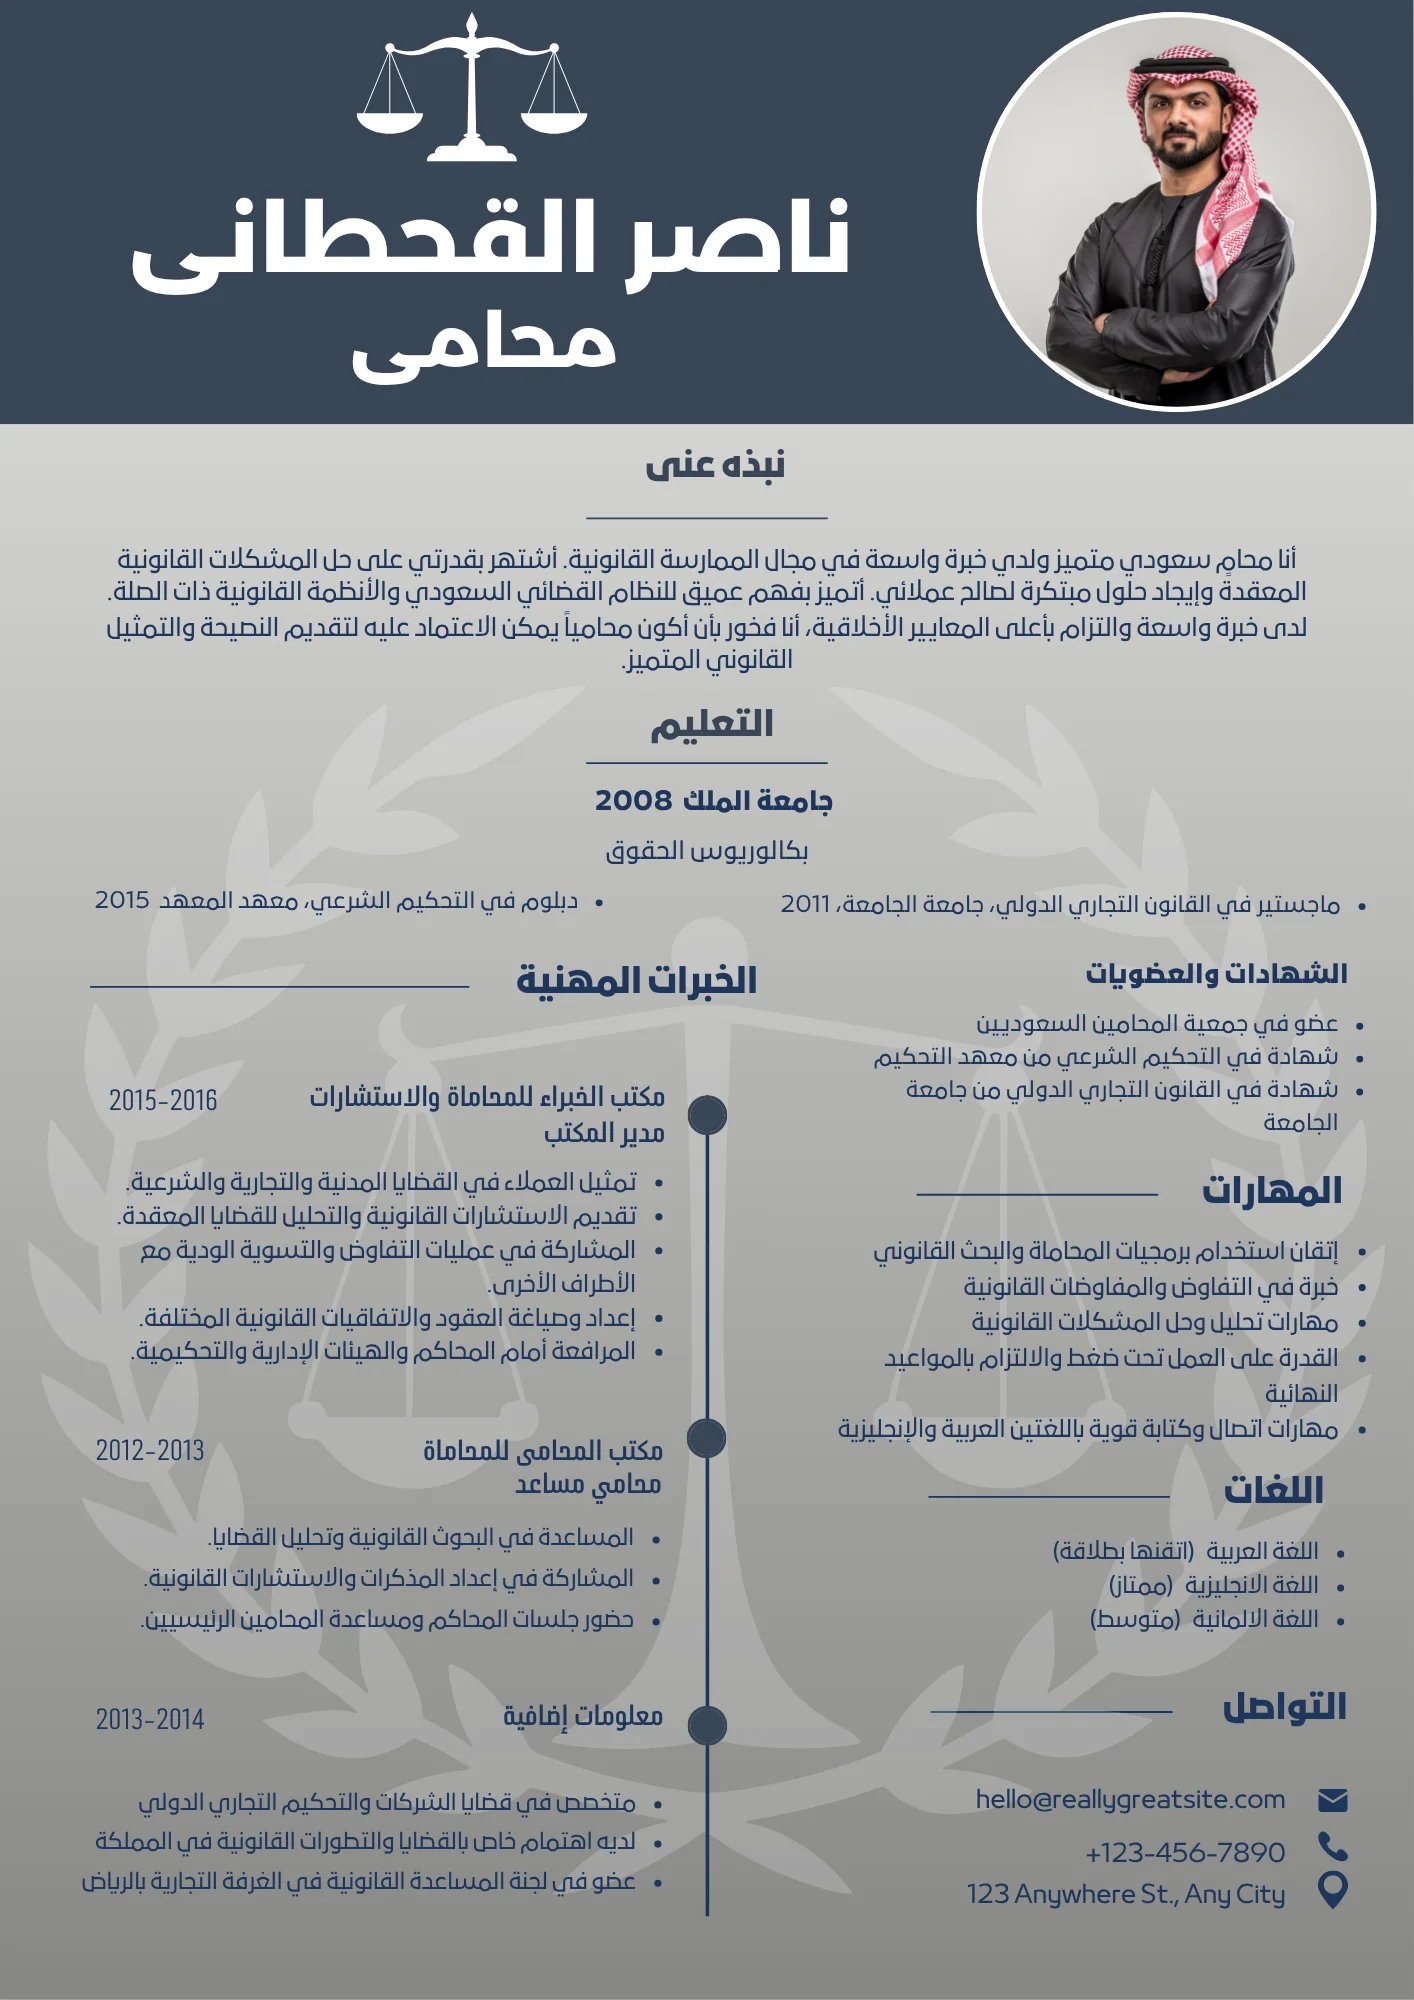 ناصر القحطانى
محامى
نبذه عنى
أنا محامٍ سعودي متميز ولدي خبرة واسعة في مجال الممارسة القانونية. أشتهر بقدرتي على حل المشكلات القانونية
المعقدة وإيجاد حلول مبتكرة لصالح عملائي. أتميز بفهم عميق للنظام القضائي السعودي والأنظمة القانونية ذات الصلة.
لدى خبرة واسعة والتزام بأعلى المعايير الأخلاقية، أنا فخور بأن أكون محامياً يمكن الاعتماد عليه لتقديم النصيحة والتمثيل
القانوني المتميز.
التعليم
جامعة الملك 2008
بكالوريوس الحقوق
ماجستير في القانون التجاري الدولي، جامعة الجامعة، 2011
دبلوم في التحكيم الشرعي، معهد المعهد 2015
الشهادات والعضويات
عضو في جمعية المحامين السعوديين
شهادة في التحكيم الشرعي من معهد التحكيم
شهادة في القانون التجاري الدولي من جامعة
الجامعة
المهارات
إتقان استخدام برمجيات المحاماة والبحث القانوني
خبرة في التفاوض والمفاوضات القانونية
مهارات تحليل وحل المشكلات القانونية
القدرة على العمل تحت ضغط والالتزام بالمواعيد
النهائية
مهارات اتصال وكتابة قوية باللغتين العربية والإنجليزية
اللغات
اللغة العربية (اتقنها بطلاقة)
اللغة الانجليزية (ممتاز)
اللغة الالمانية (متوسط)
التواصل
hello@reallygreatsite.com
+123-456-7890
123 Anywhere St., Any City
الخبرات المهنية
مكتب الخبراء للمحاماة والاستشارات 2015-2016
مدير المكتب
تمثيل العملاء في القضايا المدنية والتجارية والشرعية.
تقديم الاستشارات القانونية والتحليل للقضايا المعقدة.
المشاركة في عمليات التفاوض والتسوية الودية مع
الأطراف الأخرى.
إعداد وصياغة العقود والاتفاقيات القانونية المختلفة.
المرافعة أمام المحاكم والهيئات الإدارية والتحكيمية.
مكتب المحامى للمحاماة 2012-2013
محامي مساعد
المساعدة في البحوث القانونية وتحليل القضايا.
المشاركة في إعداد المذكرات والاستشارات القانونية.
حضور جلسات المحاكم ومساعدة المحامين الرئيسيين.
معلومات إضافية 2013-2014
متخصص في قضايا الشركات والتحكيم التجاري الدولي
لديه اهتمام خاص بالقضايا والتطورات القانونية في المملكة
عضو في لجنة المساعدة القانونية في الغرفة التجارية بالرياض